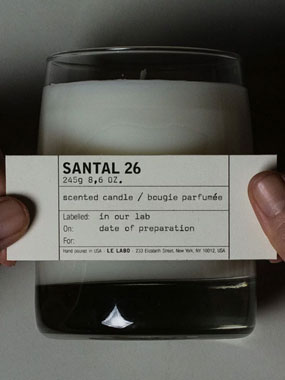 SANTAL 26
245g 8,6 OZ.
scented candle / bougie parfumée
Labelled: in our lab
On: date of preparation
For:
Hand poured in USA - LE LABO - 233 Elizabeth Street, New York, NY 10012, USA